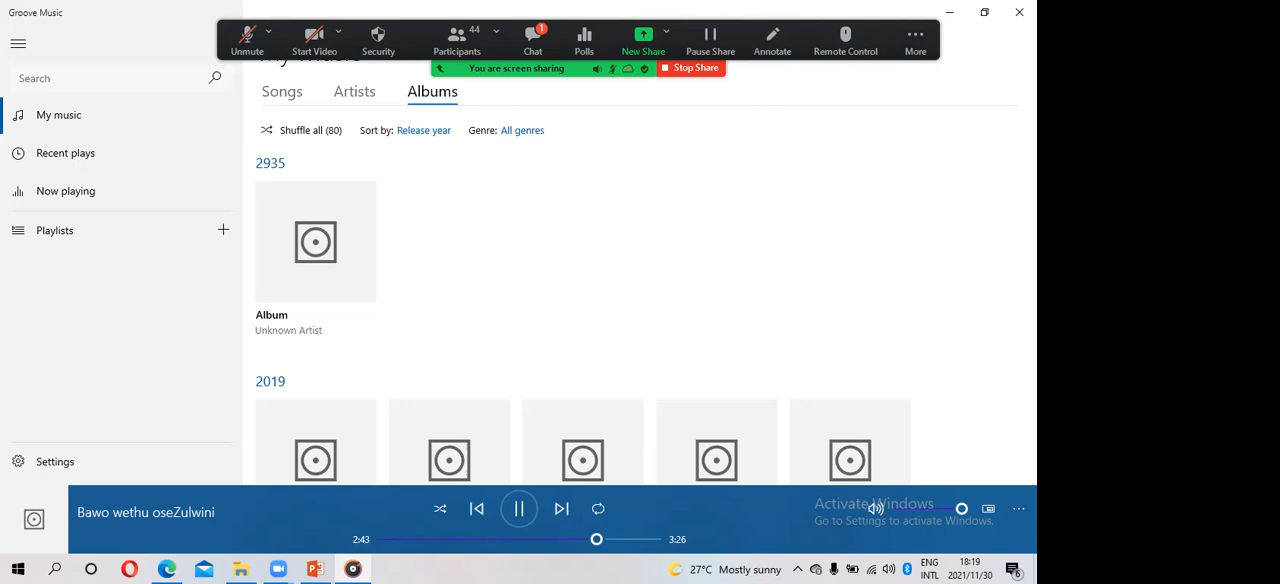 Groove Music
Unmute
Start Video
Security
44
Participants
1
Chat
Polls
New Share
Pause Share
Annotate
Remote Control
More
You are screen sharing
Stop Share
Search
My music
Recent plays
Now playing
Playlists
Settings
My music
Songs Artists Albums
Shuffle all (80) Sort by: Release year Genre: All genres
2935
Album
Unknown Artist
2019
Bawo wethu oseZulwini
2:43
3:26
Activate Windows
Go to Settings to activate Windows.
27°C Mostly sunny
ENG
INTL
18:19
2021/11/30
6